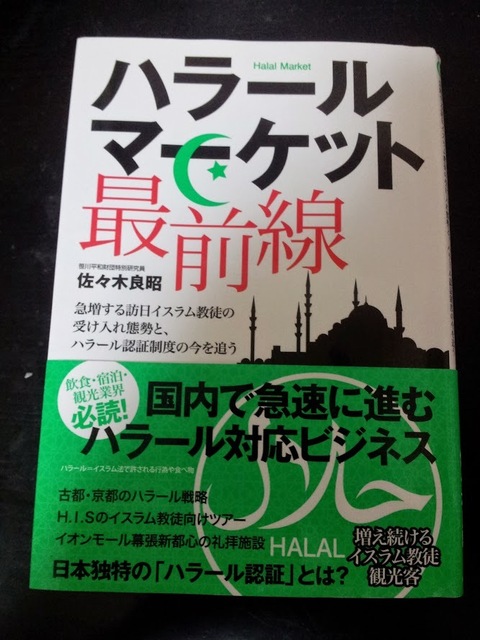 Halal Market
ハラール
マーケット
最前線
笹川平和財団特別研究員
佐々木良昭
急増する訪日イスラム教徒の
受け入れ態勢と、
ハラール認証制度の今を追う
飲食・宿泊・
観光業界
必読!
国内で急速に進む
ハラール対応ビジネス
ハラール=イスラム法で許される行為や食べ物
حلال
古都・京都のハラール戦略
H.I.Sのイスラム教徒向けツアー
イオンモール幕張新都心の礼拝施設
HALAL
増え続ける
イスラム教徒
観光客
日本独特の「ハラール認証」とは?